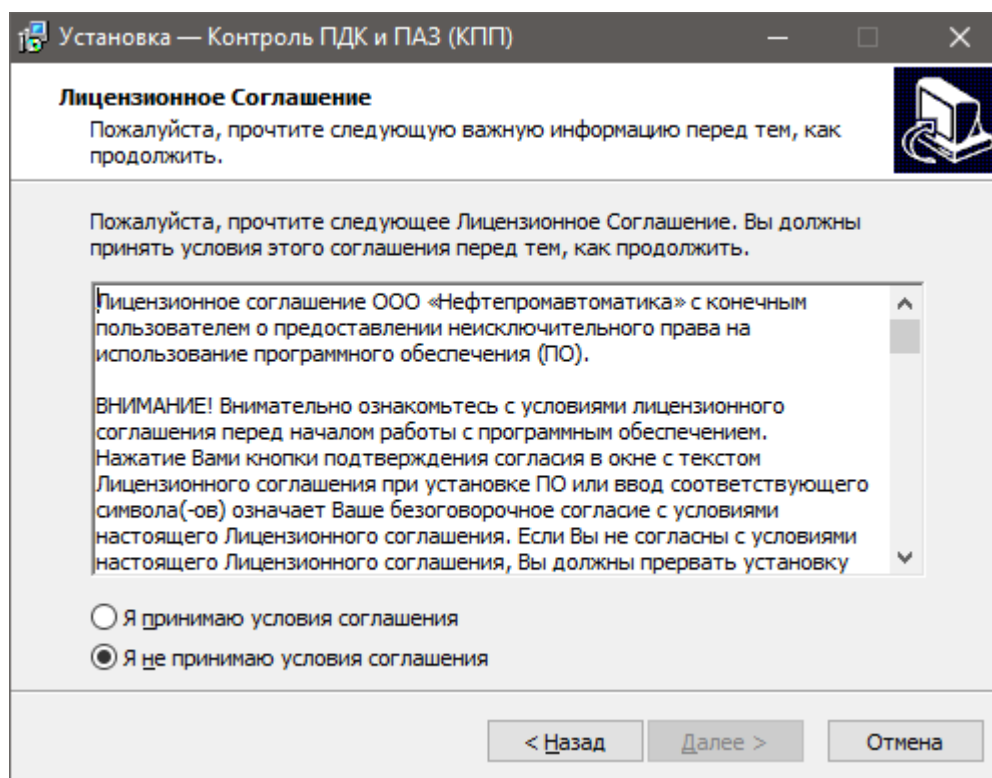 Установка — Контроль ПДК и ПАЗ (КПП)
Лицензионное Соглашение
Пожалуйста, прочтите следующую важную информацию перед тем, как
продолжить.
Пожалуйста, прочтите следующее Лицензионное Соглашение. Вы должны
принять условия этого соглашения перед тем, как продолжить.
Лицензионное соглашение ООО «Нефтепромавтоматика» с конечным
пользователем о предоставлении неисключительного права на
использование программного обеспечения (ПО).
ВНИМАНИЕ! Внимательно ознакомьтесь с условиями лицензионного
соглашения перед началом работы с программным обеспечением.
Нажатие Вами кнопки подтверждения согласия в окне с текстом
Лицензионного соглашения при установке ПО или ввод соответствующего
символа(-ов) означает Ваше безоговорочное согласие с условиями
настоящего Лицензионного соглашения. Если Вы не согласны с условиями
настоящего Лицензионного соглашения, Вы должны прервать установку
Я принимаю условия соглашения
Я не принимаю условия соглашения
< Назад
Далее >
Отмена